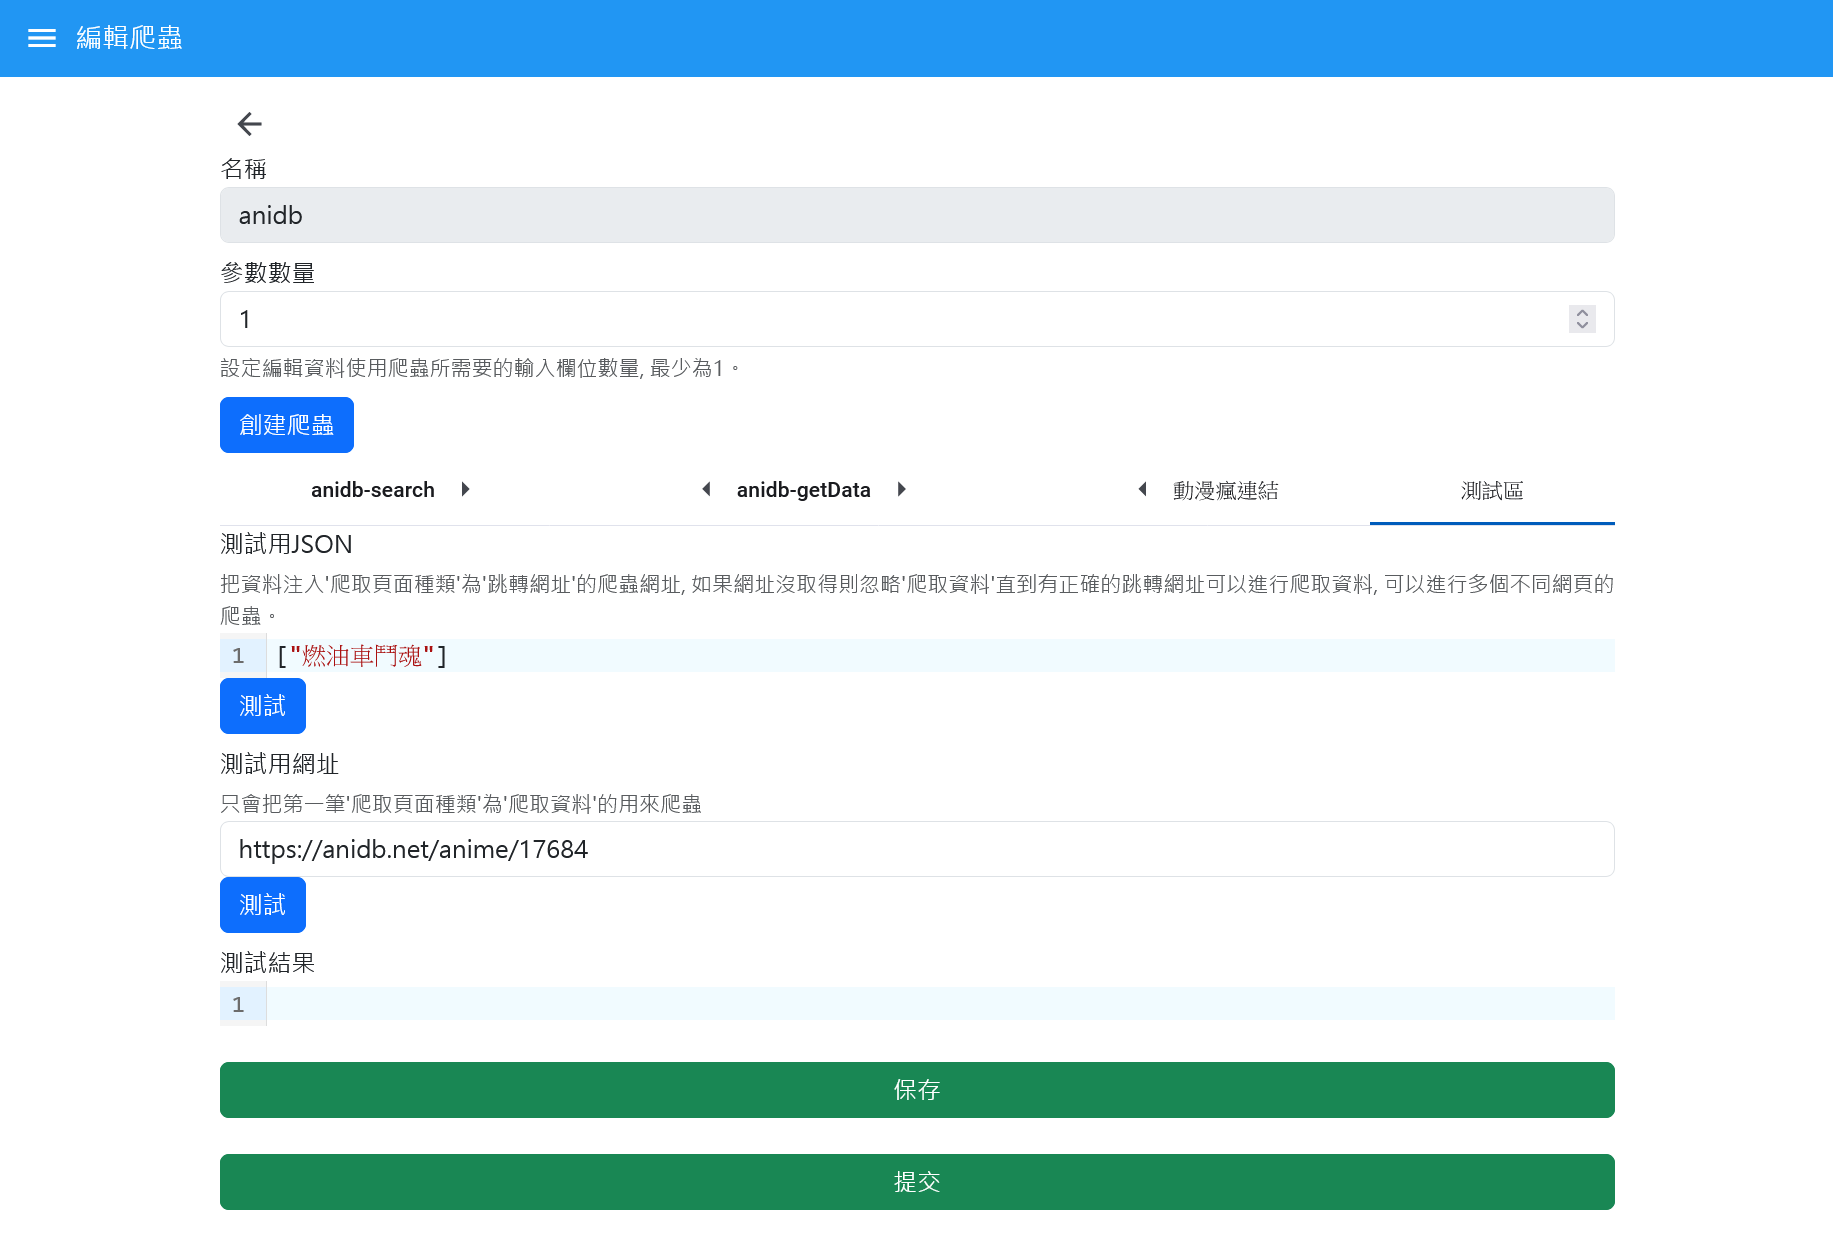 編輯爬蟲
名稱
anidb
參數數量
1
設定編輯資料使用爬蟲所需要的輸入欄位數量, 最少為1。
創建爬蟲
anidb-search anidb-getData 動漫瘋連結 測試區
測試用JSON
把資料注入'爬取頁面種類'為'跳轉網址'的爬蟲網址, 如果網址沒取得則忽略'爬取資料'直到有正確的跳轉網址可以進行爬取資料, 可以進行多個不同網頁的
爬蟲。
1 ["燃油車鬥魂"]
測試
測試用網址
只會把第一筆'爬取頁面種類'為'爬取資料'的用來爬蟲
https://anidb.net/anime/17684
測試
測試結果
1
保存
提交